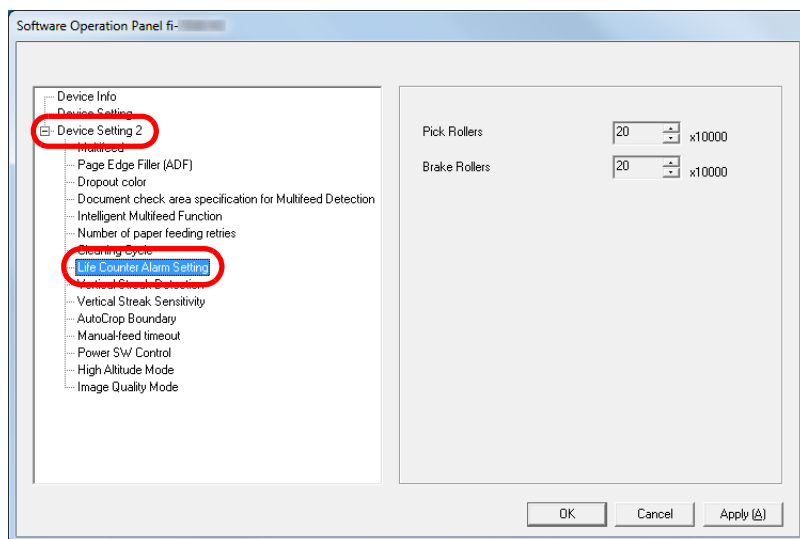 Software Operation Panel fi-
Device Info
Device Setting
Device Setting 2
Multifeed
Page Edge Filler (ADF)
Dropout color
Document check area specification for Multifeed Detection
Intelligent Multifeed Function
Number of paper feeding retries
Cleaning Cycle
Life Counter Alarm Setting
Vertical Streak Detection
Vertical Streak Sensitivity
AutoCrop Boundary
Manual-feed timeout
Power SW Control
High Altitude Mode
Image Quality Mode
Pick Rollers 20 x10000
Brake Rollers 20 x10000
OK Cancel Apply (A)